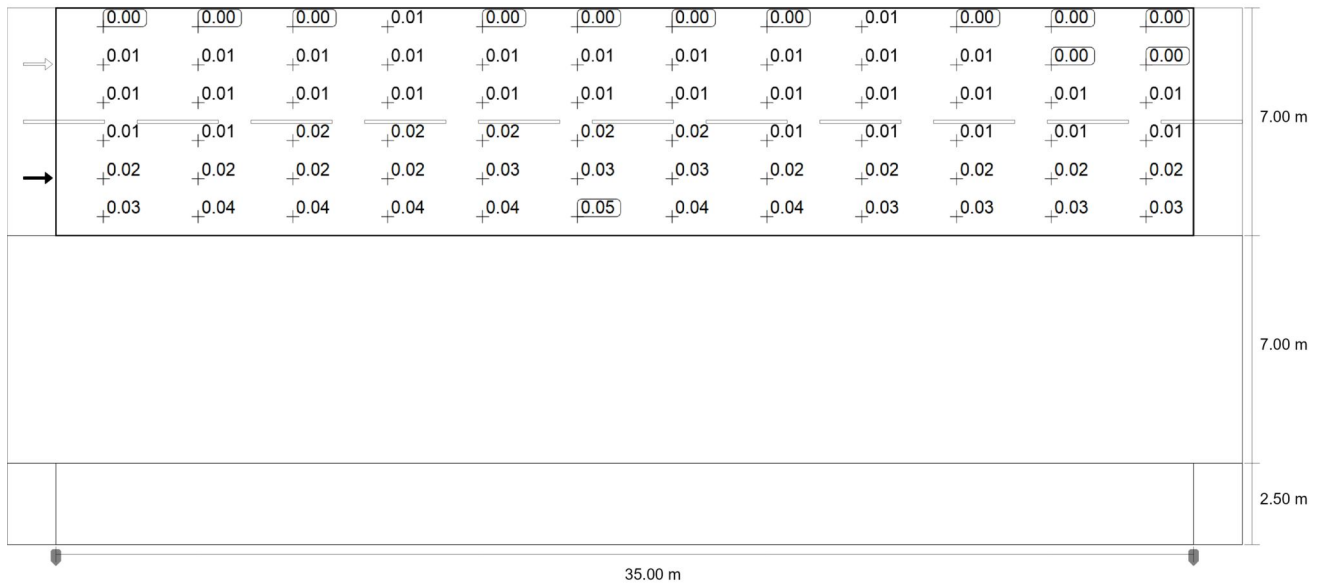 0.00 0.00 0.00 0.01 0.00 0.00 0.00 0.00 0.01 0.00 0.00 0.00
0.01 0.01 0.01 0.01 0.01 0.01 0.01 0.01 0.01 0.01 0.00 0.00
0.01 0.01 0.01 0.01 0.01 0.01 0.01 0.01 0.01 0.01 0.01 0.01
7.00 m
0.01 0.01 0.02 0.02 0.02 0.02 0.02 0.01 0.01 0.01 0.01 0.01
0.02 0.02 0.02 0.02 0.03 0.03 0.03 0.02 0.02 0.02 0.02 0.02
0.03 0.04 0.04 0.04 0.04 0.05 0.04 0.04 0.03 0.03 0.03 0.03
7.00 m
2.50 m
35.00 m